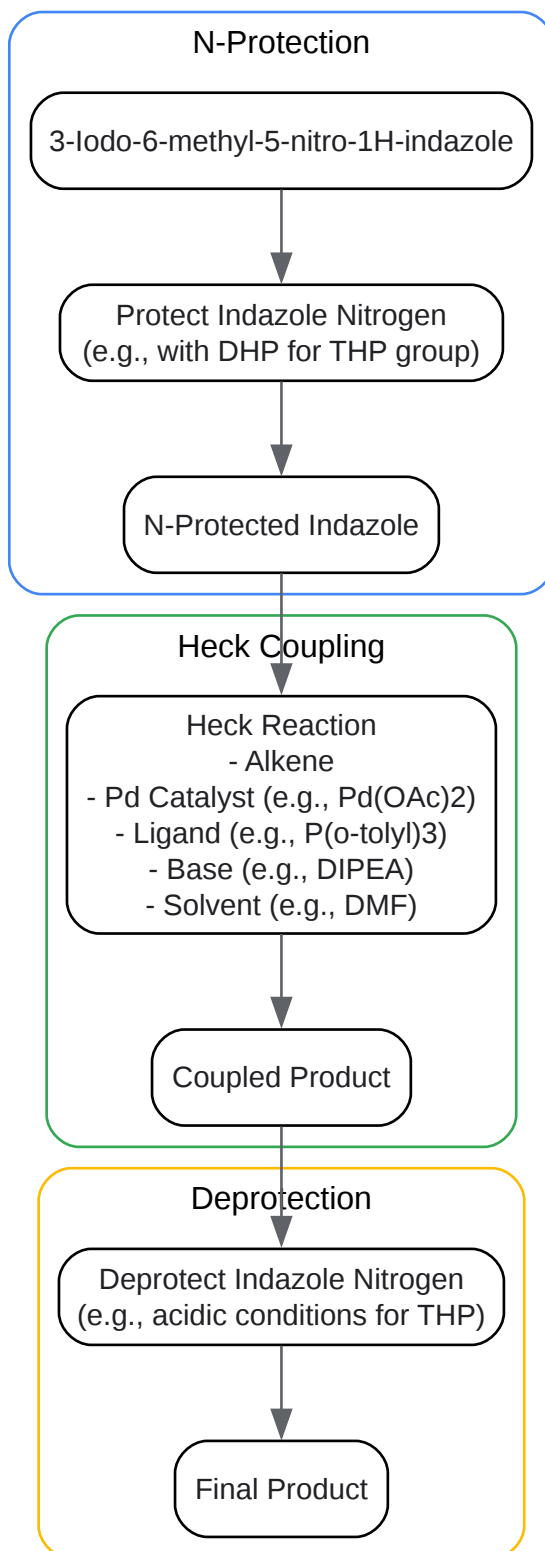 N-Protection
3-Iodo-6-methyl-5-nitro-1H-indazole
Protect Indazole Nitrogen
(e.g., with DHP for THP group)
N-Protected Indazole
Heck Coupling
Heck Reaction
- Alkene
- Pd Catalyst (e.g., Pd(OAc)2)
- Ligand (e.g., P(o-tolyl)3)
- Base (e.g., DIPEA)
- Solvent (e.g., DMF)
Coupled Product
Deprotection
Deprotect Indazole Nitrogen
(e.g., acidic conditions for THP)
Final Product